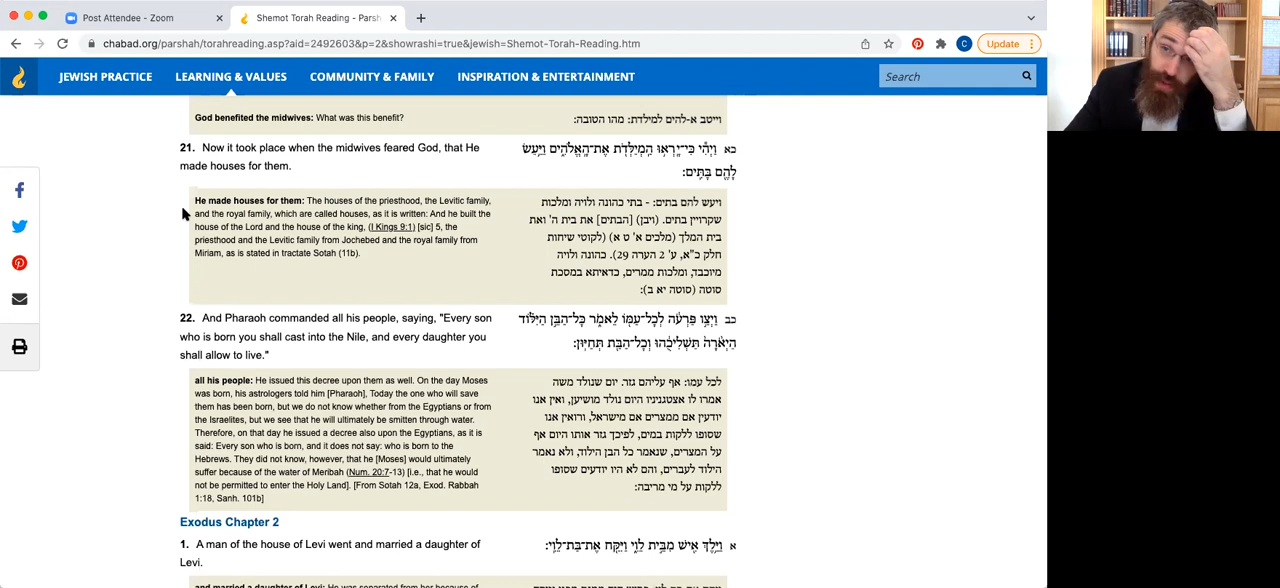 Post Attendee - Zoom
Shemot Torah Reading - Parsh
chabad.org/parshah/torahreading.asp?aid=2492603&p=2&showrashi=true&jewish=Shemot-Torah-Reading.htm
C
Update
JEWISH PRACTICE
LEARNING & VALUES
COMMUNITY & FAMILY
INSPIRATION & ENTERTAINMENT
Search
God benefited the midwives: What was this benefit?
וייטב א-להים למילדת: מהו הטובה:
21. Now it took place when the midwives feared God, that He
made houses for them.
כא וַיְהִ֕י כִּי־יָרְא֥וּ הַֽמְיַלְּדֹ֖ת אֶת־הָֽאֱלֹהִ֑ים וַיַּ֥עַשׂ
לָהֶ֖ם בָּתִּֽים:
He made houses for them: The houses of the priesthood, the Levitic family,
and the royal family, which are called houses, as it is written: And he built the
house of the Lord and the house of the king, (I Kings 9:1) [sic] 5, the
priesthood and the Levitic family from Jochebed and the royal family from
Miriam, as is stated in tractate Sotah (11b).
ויעש להם בתים: - בתי כהונה ולויה ומלכות
שקרויין בתים. (ויבן) [הבתים] את בית ה' ואת
בית המלך (מלכים א' ט א) (לקוטי שיחות
חלק כ"א, ע' 2 הערה 29). כהונה ולויה
מיוכבד, ומלכות ממרים, כדאיתא במסכת
סוטה (סוטה יא ב):
22. And Pharaoh commanded all his people, saying, "Every son
who is born you shall cast into the Nile, and every daughter you
shall allow to live."
כב וַיְצַ֣ו פַּרְעֹ֔ה לְכָל־עַמּ֖וֹ לֵאמֹ֑ר כָּל־הַבֵּ֣ן הַיִּלּ֗וֹד
הַיְאֹ֨רָה֙ תַּשְׁלִיכֻ֔הוּ וְכָל־הַבַּ֖ת תְּחַיּֽוּן:
all his people: He issued this decree upon them as well. On the day Moses
was born, his astrologers told him [Pharaoh], Today the one who will save
them has been born, but we do not know whether from the Egyptians or from
the Israelites, but we see that he will ultimately be smitten through water.
Therefore, on that day he issued a decree also upon the Egyptians, as it is
said: Every son who is born, and it does not say: who is born to the
Hebrews. They did not know, however, that he [Moses] would ultimately
suffer because of the water of Meribah (Num. 20:7-13) [i.e., that he would
not be permitted to enter the Holy Land]. [From Sotah 12a, Exod. Rabbah
1:18, Sanh. 101b]
לכל עמו: אף עליהם גזר. יום שנולד משה
אמרו לו אצטגניניו היום נולד מושיען, ואין אנו
יודעין אם ממצרים אם מישראל, ורואין אנו
שסופו ללקות במים, לפיכך גזר אותו היום אף
על המצרים, שנאמר כל הבן הילוד, ולא נאמר
הילוד לעברים, והם לא היו יודעים שסופו
ללקות על מי מריבה:
Exodus Chapter 2
1. A man of the house of Levi went and married a daughter of
Levi.
א וַיֵּ֥לֶךְ אִ֖ישׁ מִבֵּ֣ית לֵוִ֑י וַיִּקַּ֖ח אֶת־בַּת־לֵוִֽי:
and married a daughter of Levi: He was separated from her because of